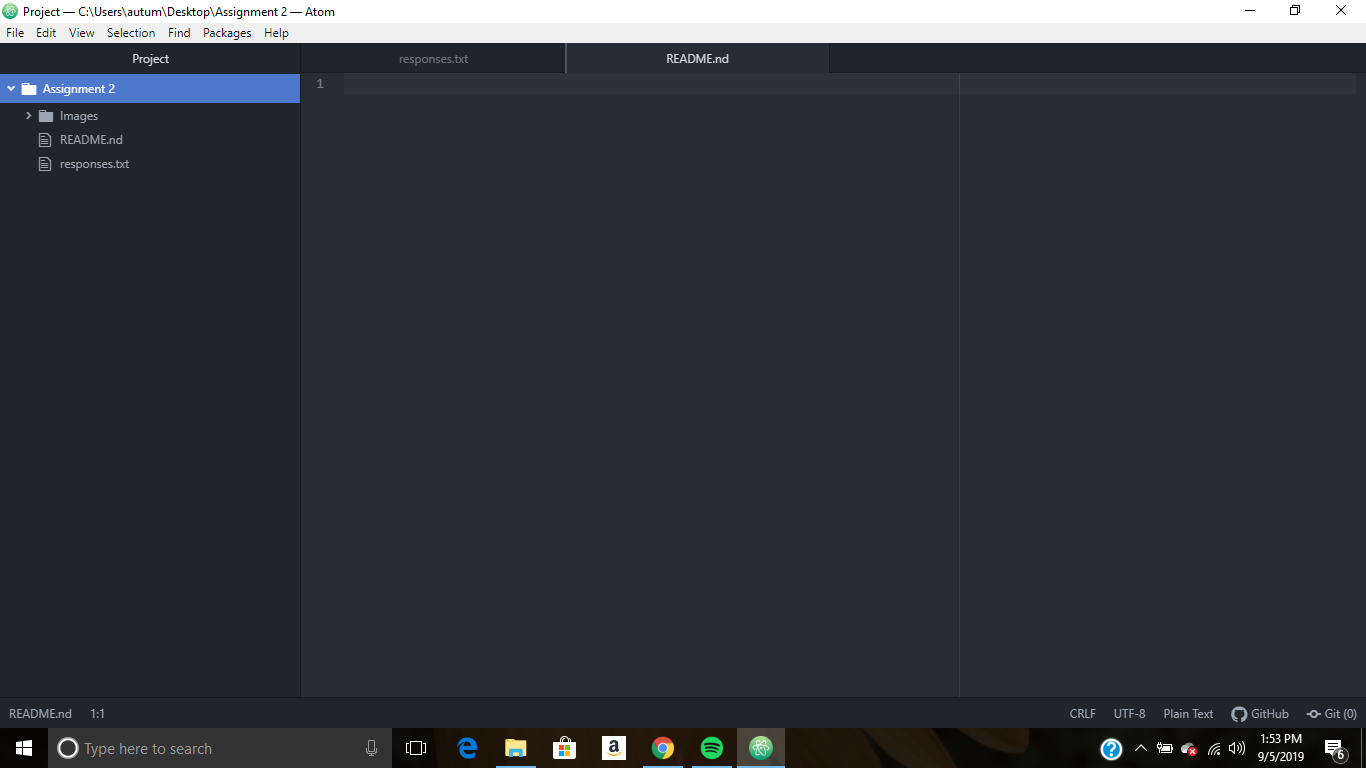 Project — C:\Users\autum\Desktop\Assignment 2 — Atom
File Edit View Selection Find Packages Help
Project
responses.txt
README.nd
Assignment 2
Images
README.nd
responses.txt
1
README.nd 1:1
CRLF UTF-8 Plain Text GitHub Git (0)
Type here to search
a
?
1:53 PM
9/5/2019
6